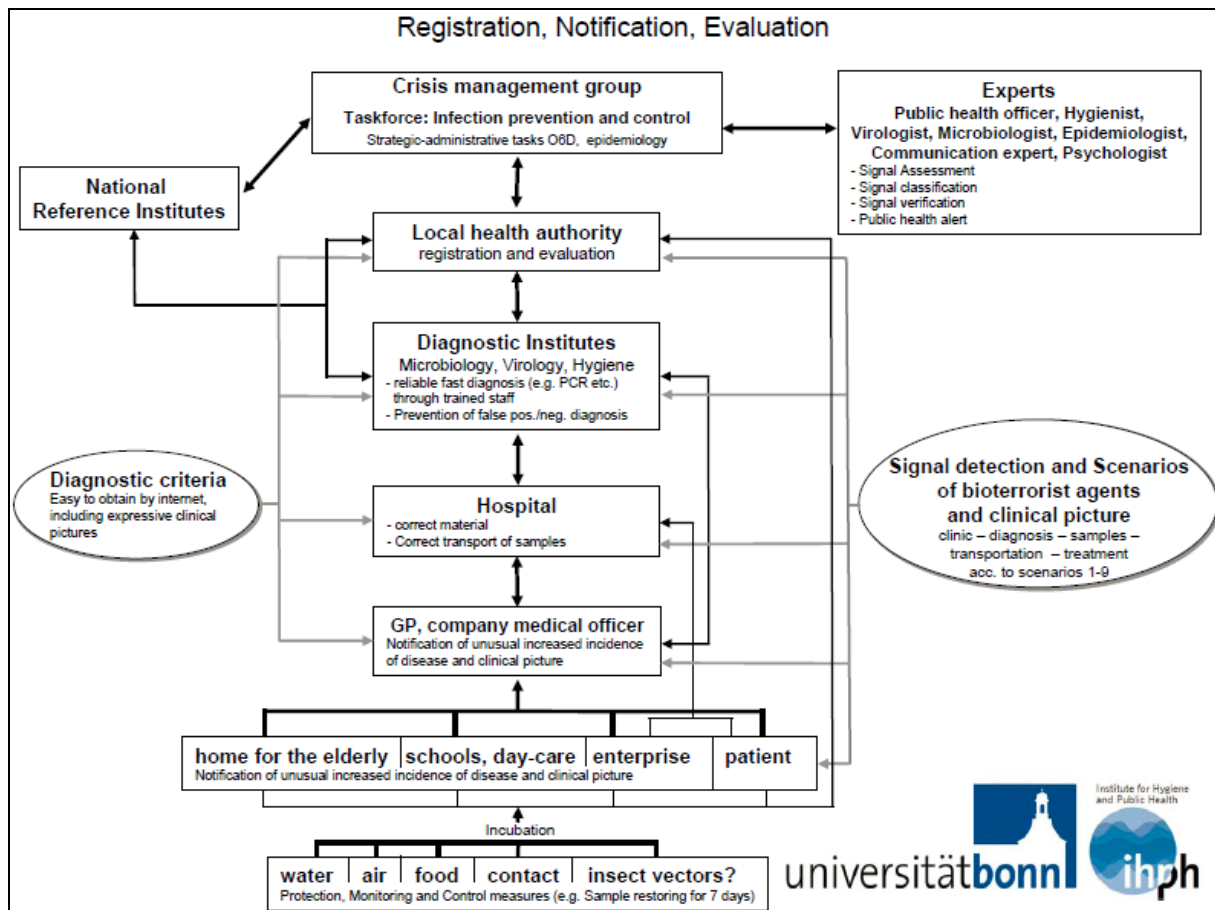 Registration, Notification, Evaluation
Crisis management group
Taskforce: Infection prevention and control
Strategic-administrative tasks O6D, epidemiology
Experts
Public health officer, Hygienist,
Virologist, Microbiologist, Epidemiologist,
Communication expert, Psychologist
- Signal Assessment
- Signal classification
- Signal verification
- Public health alert
National
Reference Institutes
Local health authority
registration and evaluation
Diagnostic Institutes
Microbiology, Virology, Hygiene
- reliable fast diagnosis (e.g. PCR etc.)
through trained staff
- Prevention of false pos./neg. diagnosis
Diagnostic criteria
Easy to obtain by internet,
including expressive clinical
pictures
Signal detection and Scenarios
of bioterrorist agents
and clinical picture
clinic – diagnosis – samples –
transportation – treatment
acc. to scenarios 1-9
Hospital
- correct material
- Correct transport of samples
GP, company medical officer
Notification of unusual increased incidence
of disease and clinical picture
home for the elderly schools, day-care enterprise patient
Notification of unusual increased incidence of disease and clinical picture
Incubation
water air food contact insect vectors?
Protection, Monitoring and Control measures (e.g. Sample restoring for 7 days)
universitätbonn
Institute for Hygiene
and Public Health
ihph